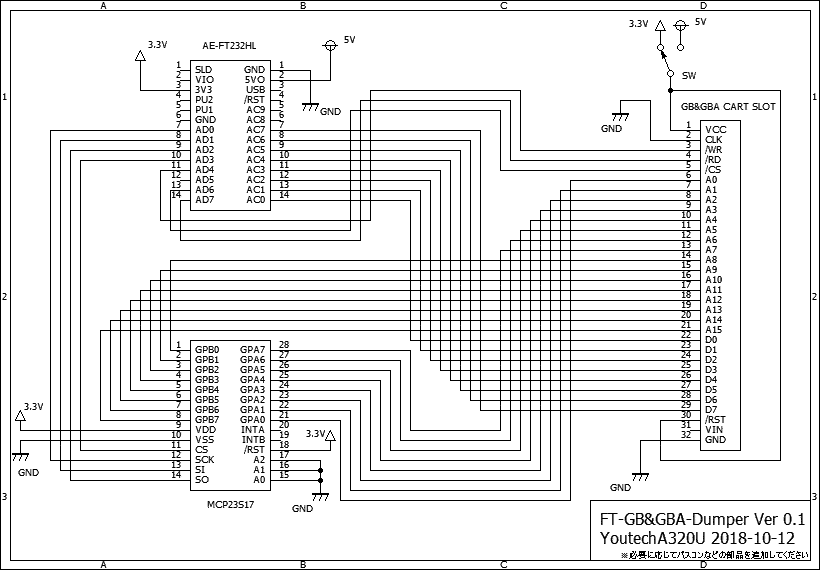 A B C D
3.3V
AE-FT232HL
5V
3.3V
5V
SW
1 SLD GND 1
2 VIO 5VO 2
3 3V3 USB 3
4 PU2 /RST 4
5 PU1 AC9 5
6 GND AC8 6
7 AD0 AC7 7
8 AD1 AC6 8
9 AD2 AC5 9
10 AD3 AC4 10
11 AD4 AC3 11
12 AD5 AC2 12
13 AD6 AC1 13
14 AD7 AC0 14
GND
GND
GB&GBA CART SLOT
1 VCC
2 CLK
3 /WR
4 /RD
5 /CS
6 A0
7 A1
8 A2
9 A3
10 A4
11 A5
12 A6
13 A7
14 A8
15 A9
16 A10
17 A11
18 A12
19 A13
20 A14
21 A15
22 D0
23 D1
24 D2
25 D3
26 D4
27 D5
28 D6
29 D7
30 /RST
31 VIN
32 GND
GND
1 1
2 2
3 3
1 GPB0 GPA7 28
2 GPB1 GPA6 27
3 GPB2 GPA5 26
4 GPB3 GPA4 25
5 GPB4 GPA3 24
6 GPB5 GPA2 23
7 GPB6 GPA1 22
8 GPB7 GPA0 21
9 VDD INTA 20
10 VSS INTB 19
11 CS /RST 18
12 SCK A2 17
13 SI A1 16
14 SO A0 15
3.3V
GND
3.3V
GND
MCP23S17
FT-GB&GBA-Dumper Ver 0.1
YoutechA320U 2018-10-12
※必要に応じてパスコンなどの部品を追加してください
A B C D